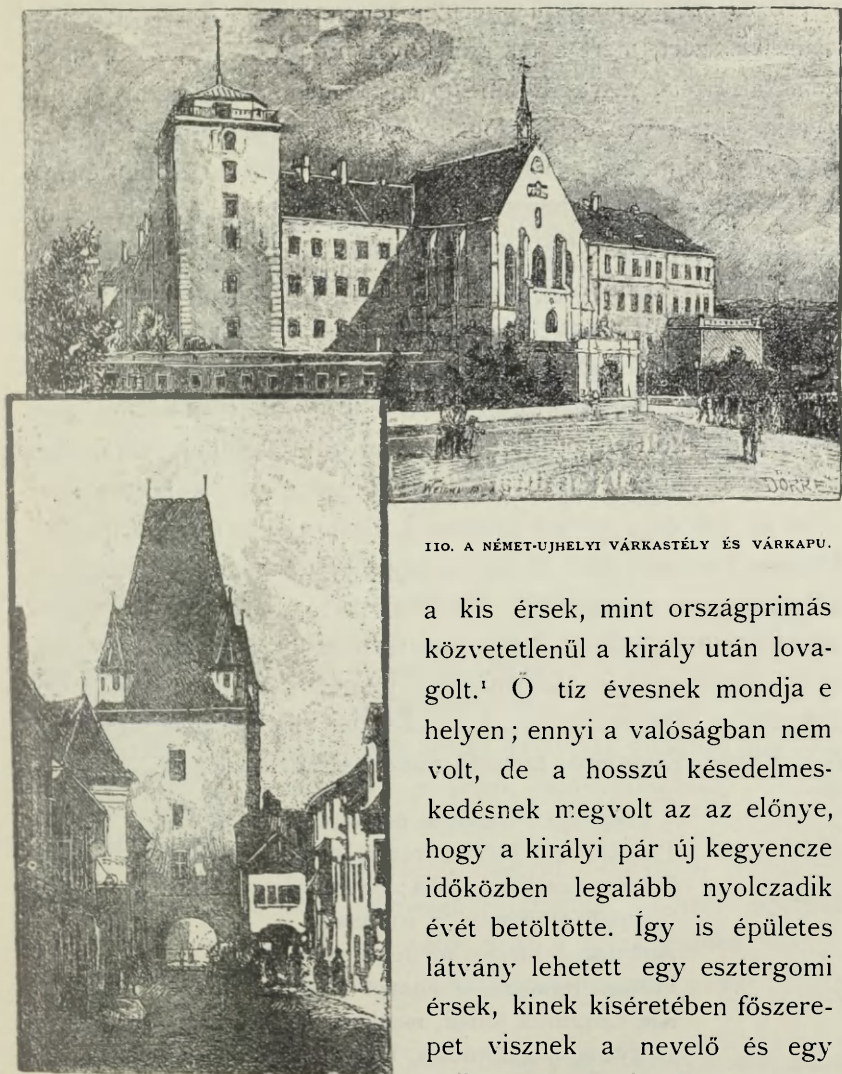 DÖRRE
110. A NÉMET-UJHELYI VÁRKASTÉLY ÉS VÁRKAPU.
a kis érsek, mint országprimás
közvetetlenűl a király után lova-
golt.¹ Ő tíz évesnek mondja e
helyen; ennyi a valóságban nem
volt, de a hosszú késedelmes-
kedésnek megvolt az az előnye,
hogy a királyi pár új kegyencze
időközben legalább nyolczadik
évét betöltötte. Így is épületes
látvány lehetett egy esztergomi
érsek, kinek kíséretében főszere-
pet visznek a nevelő és egy